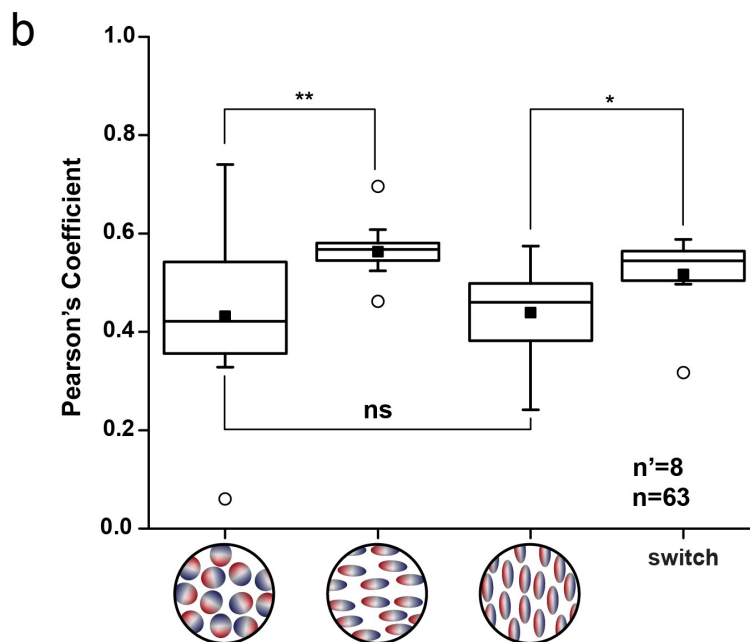 b
Pearson's Coefficient
1.0
0.8
0.6
0.4
0.2
0.0
**
*
ns
n'=8
n=63
switch